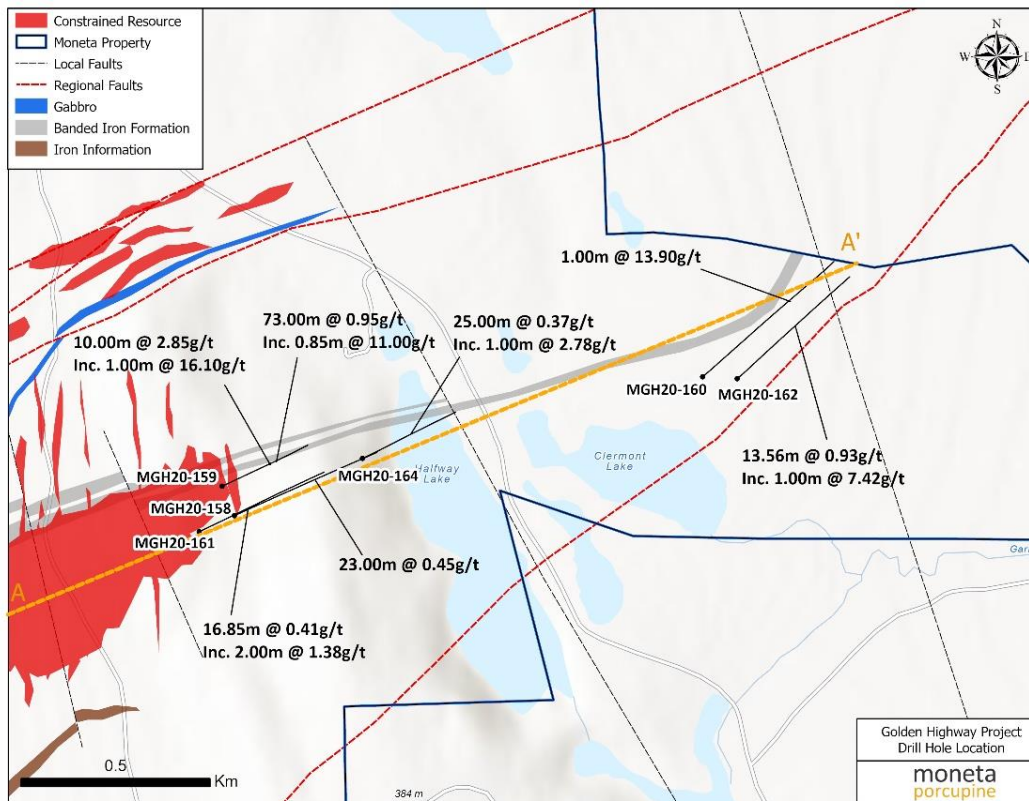 Constrained Resource
Moneta Property
Local Faults
Regional Faults
Gabbro
Banded Iron Formation
Iron Information
N
W
E
S
A'
1.00m @ 13.90g/t
73.00m @ 0.95g/t
Inc. 0.85m @ 11.00g/t
25.00m @ 0.37g/t
Inc. 1.00m @ 2.78g/t
10.00m @ 2.85g/t
Inc. 1.00m @ 16.10g/t
MGH20-160
MGH20-162
Clermont
Lake
13.56m @ 0.93g/t
Inc. 1.00m @ 7.42g/t
MGH20-159
MGH20-164
Halfway
Lake
MGH20-158
MGH20-161
23.00m @ 0.45g/t
Gar
A
16.85m @ 0.41g/t
Inc. 2.00m @ 1.38g/t
0.5
Km
384 m
Golden Highway Project
Drill Hole Location
moneta
porcupine